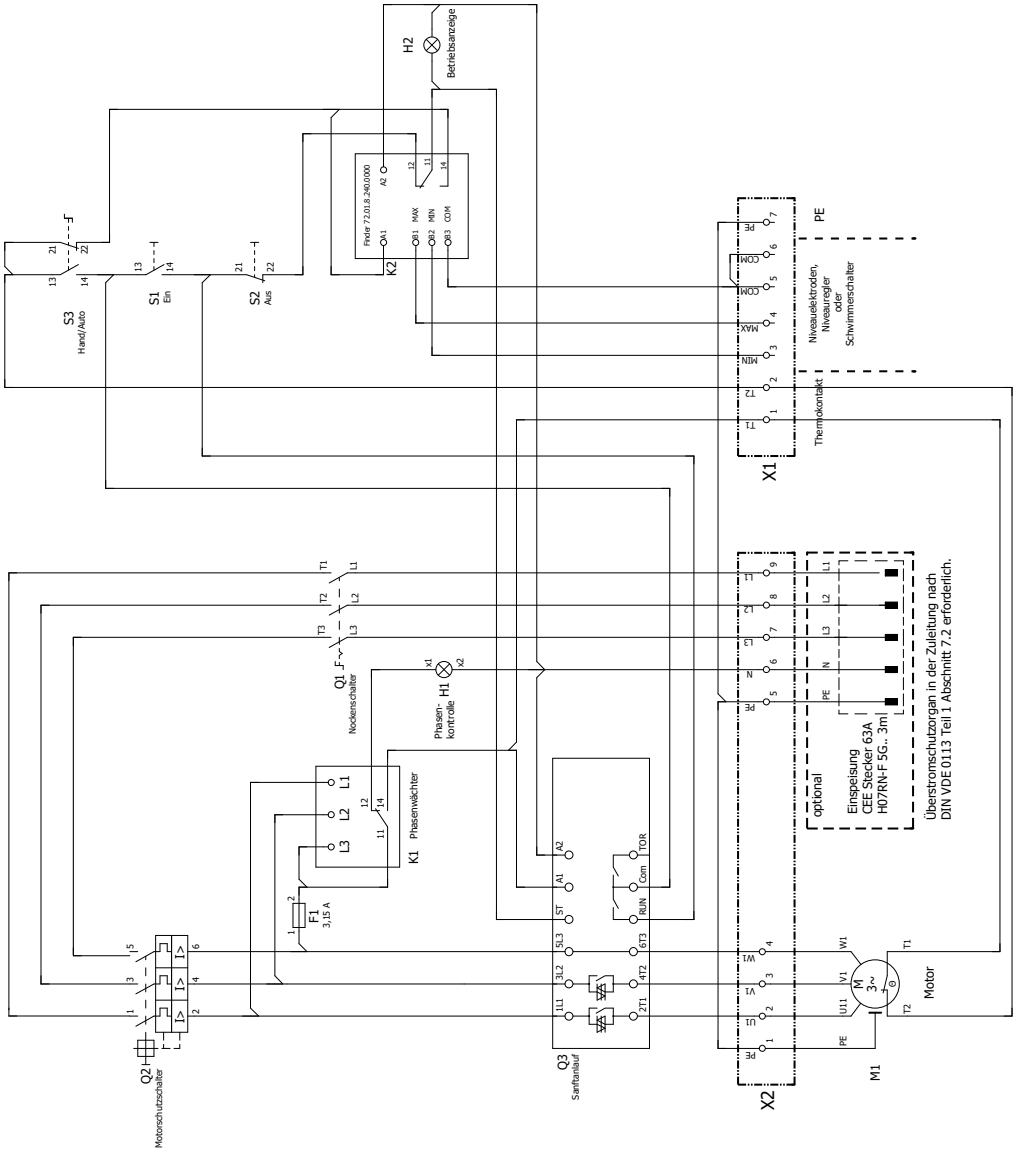 Q2
Motorschutzschalter
1
3
5
I>
I>
I>
2
4
6
F1
3,15 A
1
2
L3
L2
L1
11
12
14
K1
Phasenwächter
Phasen-
kontrolle
H1
x1
x2
Q1
Nockenschalter
T3
T2
T1
L3
L2
L1
S3
Hand/Auto
13
14
21
22
S1
Ein
13
14
S2
Aus
21
22
K2
Finder 72.01.8.240.0000
A1
A2
B1
MAX
B2
MIN
B3
COM
12
11
14
H2
Betriebsanzeige
Q3
Sanftanlauf
1L1
3L2
5L3
ST
A1
A2
2T1
4T2
6T3
RUN
Com
TOR
X2
PE
1
U1
2
V1
3
W1
4
PE
5
N
6
L3
7
L2
8
L1
9
X1
T1
1
T2
2
MIN
3
MAX
4
COM
5
COM
6
PE
7
Thermokontakt
Niveauelektroden,
Niveauregler
oder
Schwimmerschalter
PE
PE
U11
V1
W1
M
3~
Θ
T2
T1
M1
Motor
optional
Einspeisung
CEE Stecker 63A
H07RN-F 5G.. 3m
PE
N
L3
L2
L1
Überstromschutzorgan in der Zuleitung nach
DIN VDE 0113 Teil 1 Abschnitt 7.2 erforderlich.